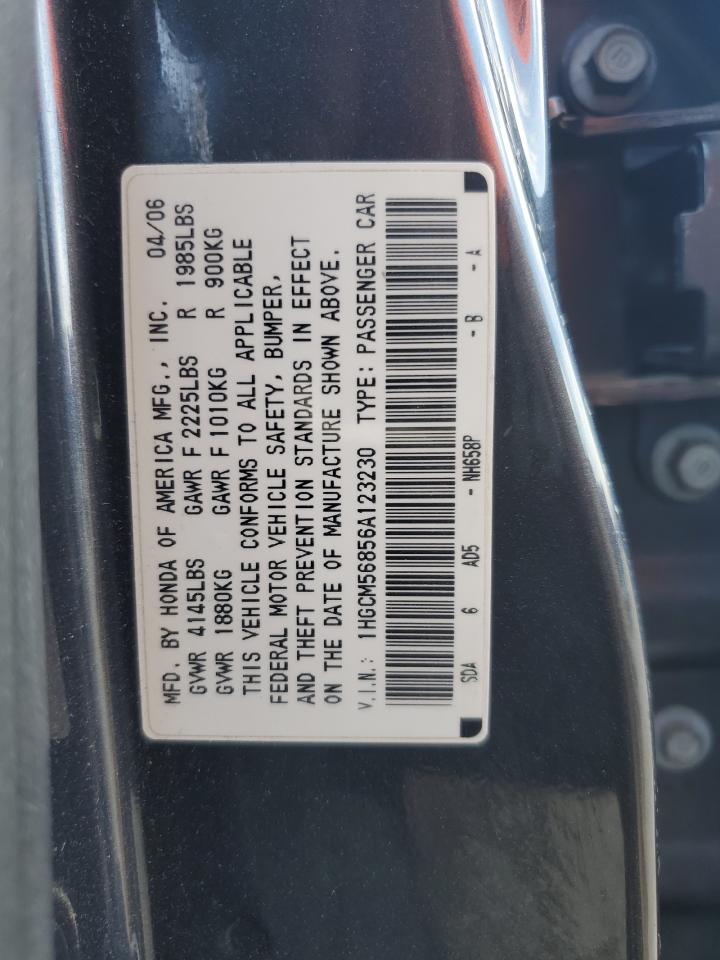 MFD. BY HONDA OF AMERICA MFG., INC. 04/06
GVWR 4145LBS GAWR F 2225LBS R 1985LBS
GVWR 1880KG GAWR F 1010KG R 900KG
THIS VEHICLE CONFORMS TO ALL APPLICABLE
FEDERAL MOTOR VEHICLE SAFETY, BUMPER,
AND THEFT PREVENTION STANDARDS IN EFFECT
ON THE DATE OF MANUFACTURE SHOWN ABOVE.
V.I.N.: 1HGCM56856A123230 TYPE: PASSENGER CAR
SDA 6 AD5 - NH658P - B - A